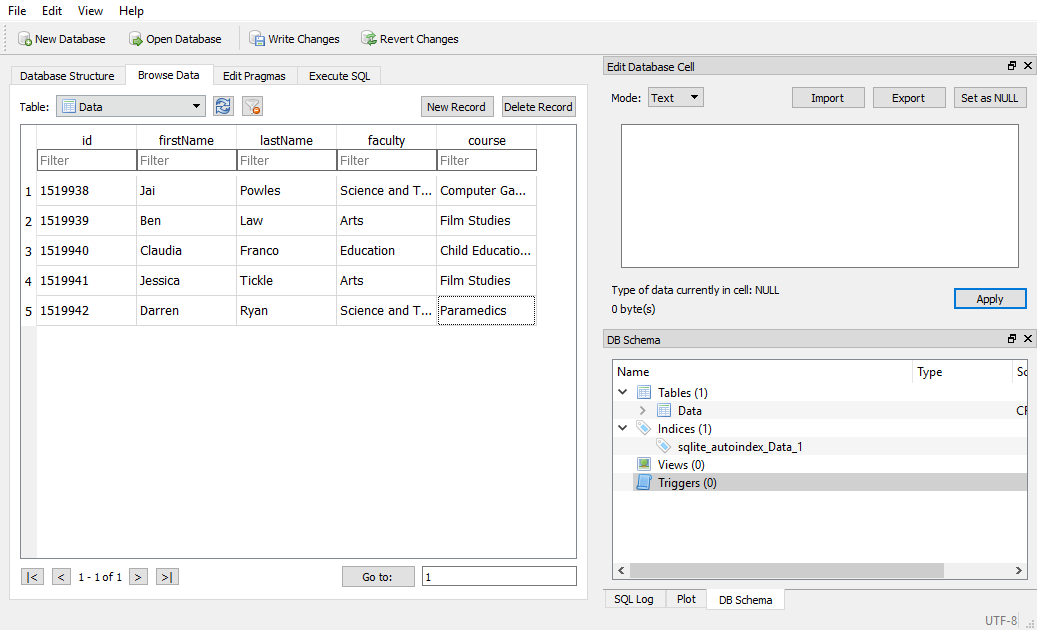 File Edit View Help
New Database Open Database Write Changes Revert Changes
Database Structure Browse Data Edit Pragmas Execute SQL
Table: Data New Record Delete Record
id firstName lastName faculty course
Filter Filter Filter Filter Filter
1 1519938 Jai Powles Science and T... Computer Ga...
2 1519939 Ben Law Arts Film Studies
3 1519940 Claudia Franco Education Child Educatio...
4 1519941 Jessica Tickle Arts Film Studies
5 1519942 Darren Ryan Science and T... Paramedics
|< < 1 - 1 of 1 > >| Go to: 1
Edit Database Cell
Mode: Text Import Export Set as NULL
Type of data currently in cell: NULL
0 byte(s)
Apply
DB Schema
Name Type Sc
Tables (1)
Data CR
Indices (1)
sqlite_autoindex_Data_1
Views (0)
Triggers (0)
SQL Log Plot DB Schema
UTF-8